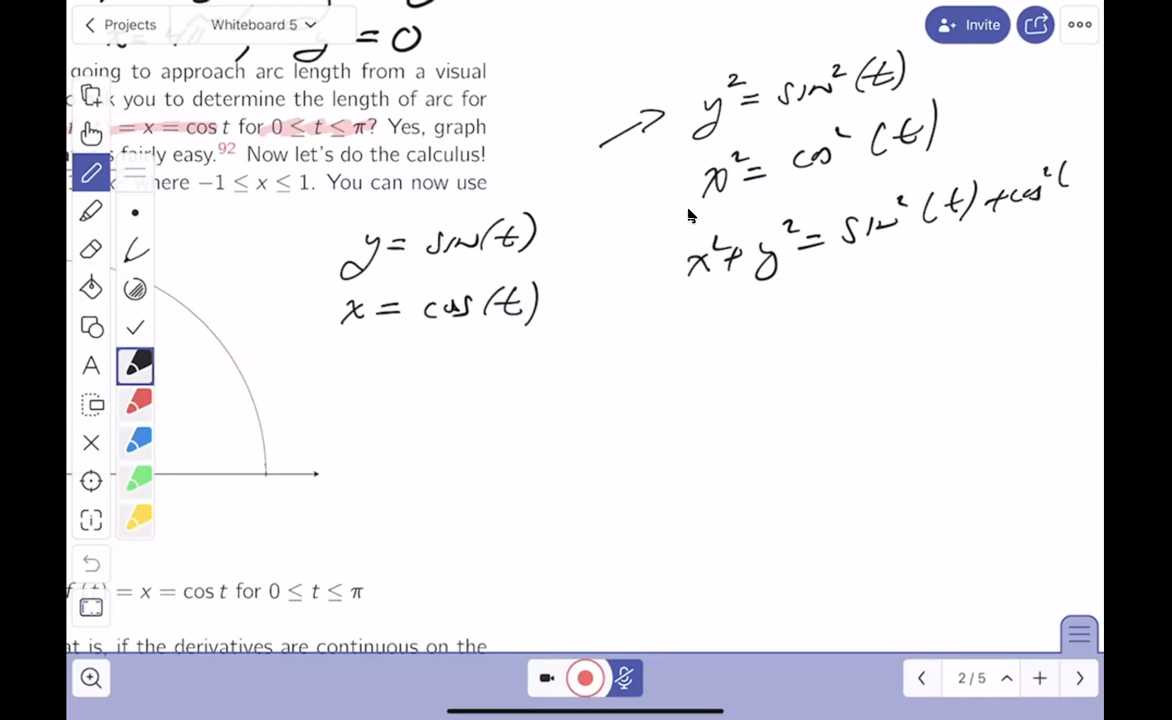 Projects
Whiteboard 5
= 0
going to approach arc length from a visual
k you to determine the length of arc for
= x = cos t for 0 ≤ t ≤ π? Yes, graph
fairly easy.92 Now let's do the calculus!
where −1 ≤ x ≤ 1. You can now use
y = sin(t)
x = cos(t)
Invite
y² = sin²(t)
x² = cos²(t)
x² + y² = sin²(t) + cos²(
A
= x = cos t for 0 ≤ t ≤ π
at is, if the derivatives are continuous on the
2/5